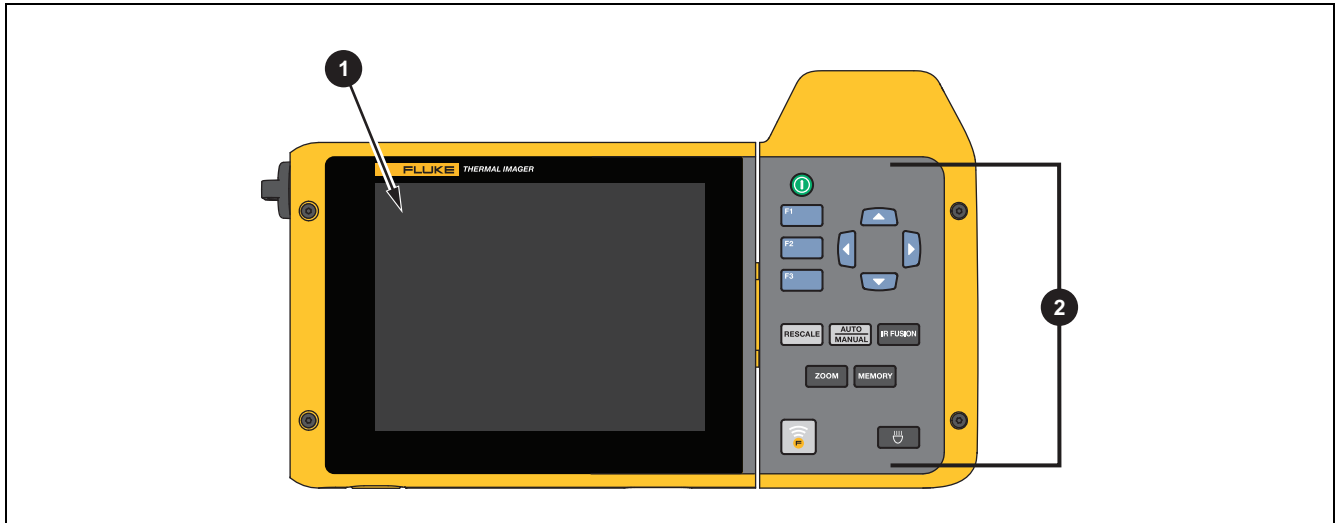 1
FLUKE THERMAL IMAGER
F1
F2
F3
2
RESCALE
AUTO
MANUAL
IR FUSION
ZOOM
MEMORY
F